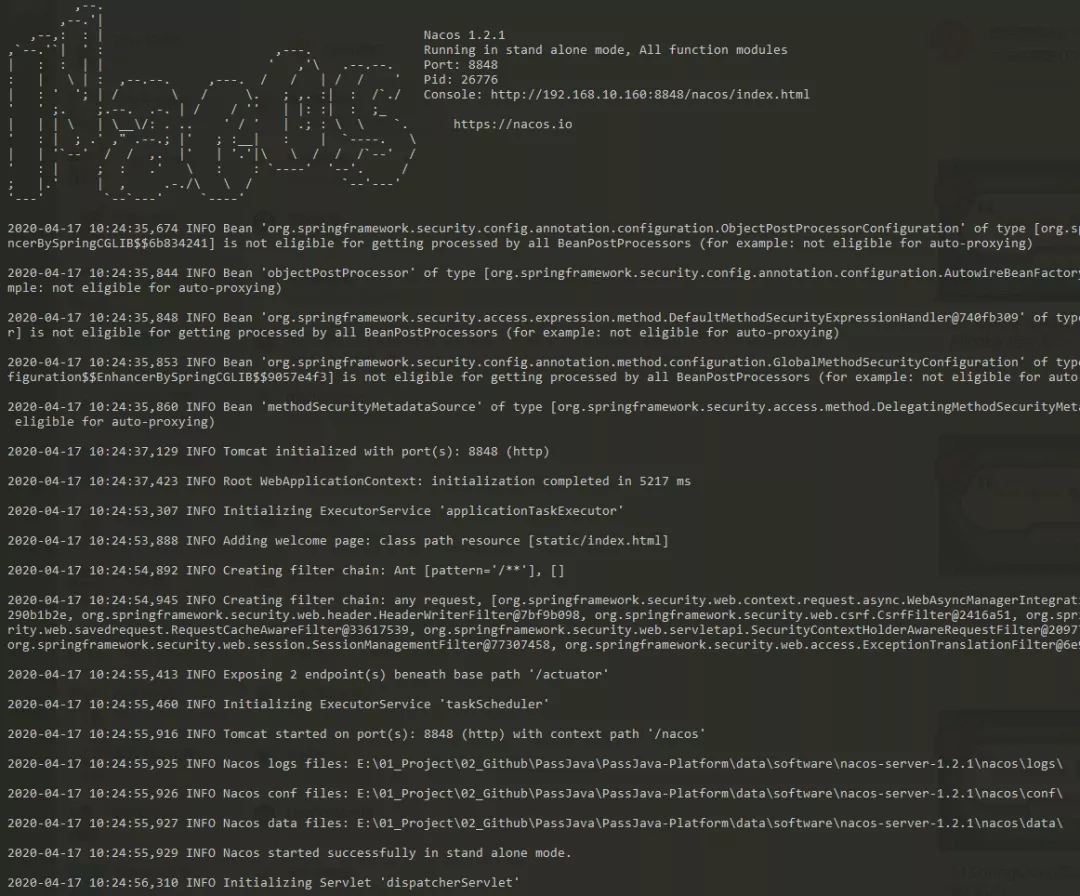 Nacos 1.2.1
Running in stand alone mode, All function modules
Port: 8848
Pid: 26776
Console: http://192.168.10.160:8848/nacos/index.html
https://nacos.io
2020-04-17 10:24:35,674 INFO Bean 'org.springframework.security.config.annotation.configuration.ObjectPostProcessorConfiguration' of type [org.sp
ncerBySpringCGLIB$$6b834241] is not eligible for getting processed by all BeanPostProcessors (for example: not eligible for auto-proxying)
2020-04-17 10:24:35,844 INFO Bean 'objectPostProcessor' of type [org.springframework.security.config.annotation.configuration.AutowireBeanFactory
mple: not eligible for auto-proxying)
2020-04-17 10:24:35,848 INFO Bean 'org.springframework.security.access.expression.method.DefaultMethodSecurityExpressionHandler@740fb309' of type
r] is not eligible for getting processed by all BeanPostProcessors (for example: not eligible for auto-proxying)
2020-04-17 10:24:35,853 INFO Bean 'org.springframework.security.config.annotation.method.configuration.GlobalMethodSecurityConfiguration' of type
figuration$$EnhancerBySpringCGLIB$$9057e4f3] is not eligible for getting processed by all BeanPostProcessors (for example: not eligible for auto
2020-04-17 10:24:35,860 INFO Bean 'methodSecurityMetadataSource' of type [org.springframework.security.access.method.DelegatingMethodSecurityMeta
eligible for auto-proxying)
2020-04-17 10:24:37,129 INFO Tomcat initialized with port(s): 8848 (http)
2020-04-17 10:24:37,423 INFO Root WebApplicationContext: initialization completed in 5217 ms
2020-04-17 10:24:53,307 INFO Initializing ExecutorService 'applicationTaskExecutor'
2020-04-17 10:24:53,888 INFO Adding welcome page: class path resource [static/index.html]
2020-04-17 10:24:54,892 INFO Creating filter chain: Ant [pattern='/**'], []
2020-04-17 10:24:54,945 INFO Creating filter chain: any request, [org.springframework.security.web.context.request.async.WebAsyncManagerIntegrati
290b1b2e, org.springframework.security.web.header.HeaderWriterFilter@7bf9b098, org.springframework.security.web.csrf.CsrfFilter@2416a51, org.spri
rity.web.savedrequest.RequestCacheAwareFilter@33617539, org.springframework.security.web.servletapi.SecurityContextHolderAwareRequestFilter@2097
org.springframework.security.web.session.SessionManagementFilter@77307458, org.springframework.security.web.access.ExceptionTranslationFilter@6e9
2020-04-17 10:24:55,413 INFO Exposing 2 endpoint(s) beneath base path '/actuator'
2020-04-17 10:24:55,460 INFO Initializing ExecutorService 'taskScheduler'
2020-04-17 10:24:55,916 INFO Tomcat started on port(s): 8848 (http) with context path '/nacos'
2020-04-17 10:24:55,925 INFO Nacos logs files: E:\01_Project\02_Github\PassJava\PassJava-Platform\data\software\nacos-server-1.2.1\nacos\logs\
2020-04-17 10:24:55,926 INFO Nacos conf files: E:\01_Project\02_Github\PassJava\PassJava-Platform\data\software\nacos-server-1.2.1\nacos\conf\
2020-04-17 10:24:55,927 INFO Nacos data files: E:\01_Project\02_Github\PassJava\PassJava-Platform\data\software\nacos-server-1.2.1\nacos\data\
2020-04-17 10:24:55,929 INFO Nacos started successfully in stand alone mode.
2020-04-17 10:24:56,310 INFO Initializing Servlet 'dispatcherServlet'